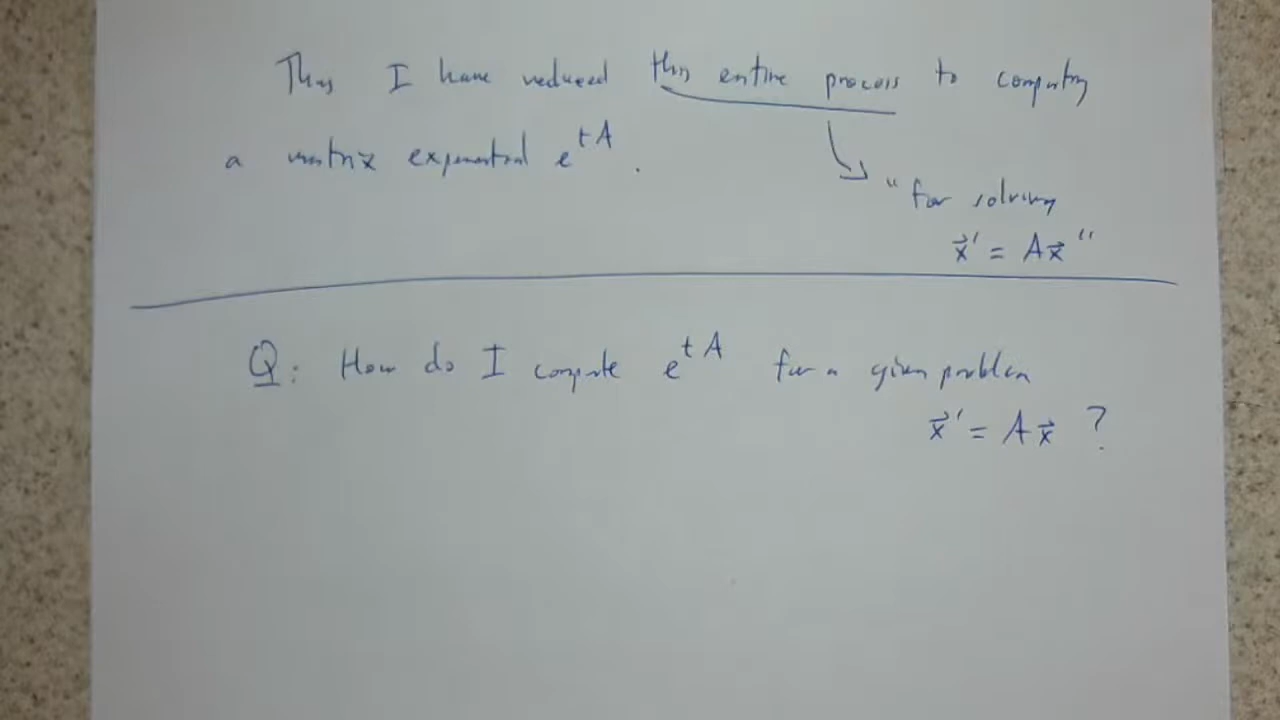 Thus I have reduced this entire process to computing
a matrix exponential e^{tA}.
"for solving
x⃗' = Ax⃗"
Q: How do I compute e^{tA} for a given problem
x⃗' = Ax⃗ ?